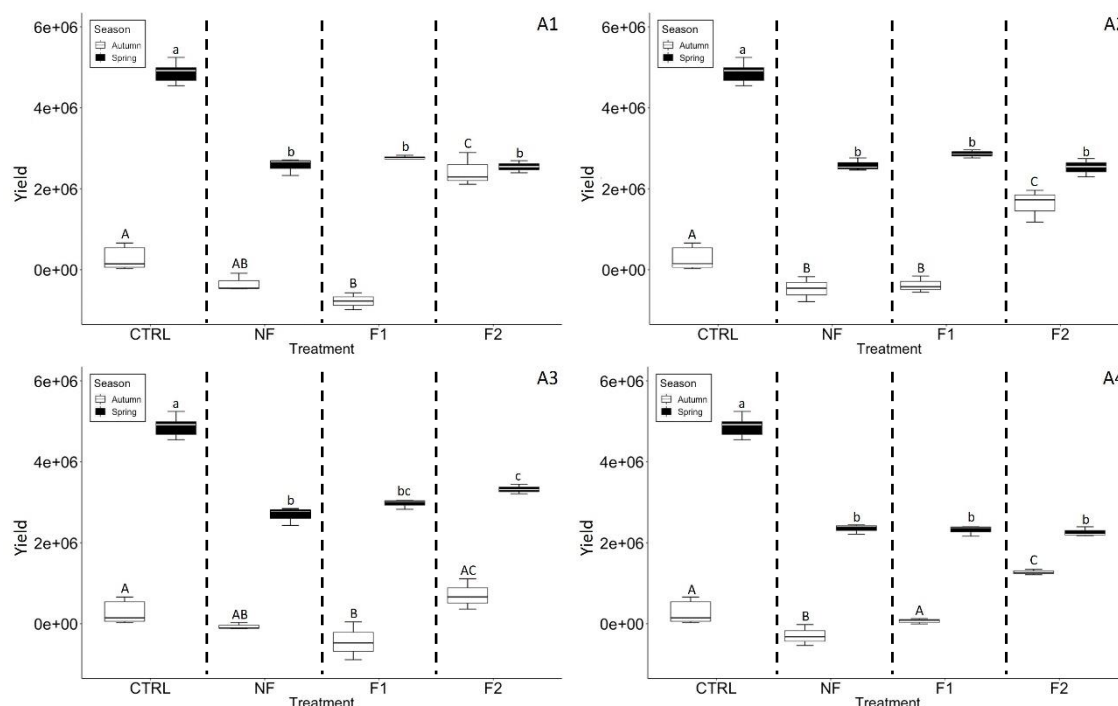 A1
Season
Autumn
Spring
6e+06
4e+06
2e+06
0e+00
Yield
A a
AB b
B b
C b
CTRL NF F1 F2
Treatment
A2
Season
Autumn
Spring
6e+06
4e+06
2e+06
0e+00
Yield
A a
B b
B b
C b
CTRL NF F1 F2
Treatment
A3
Season
Autumn
Spring
6e+06
4e+06
2e+06
0e+00
Yield
A a
AB b
B bc
AC c
CTRL NF F1 F2
Treatment
A4
Season
Autumn
Spring
6e+06
4e+06
2e+06
0e+00
Yield
A a
B b
A b
C b
CTRL NF F1 F2
Treatment